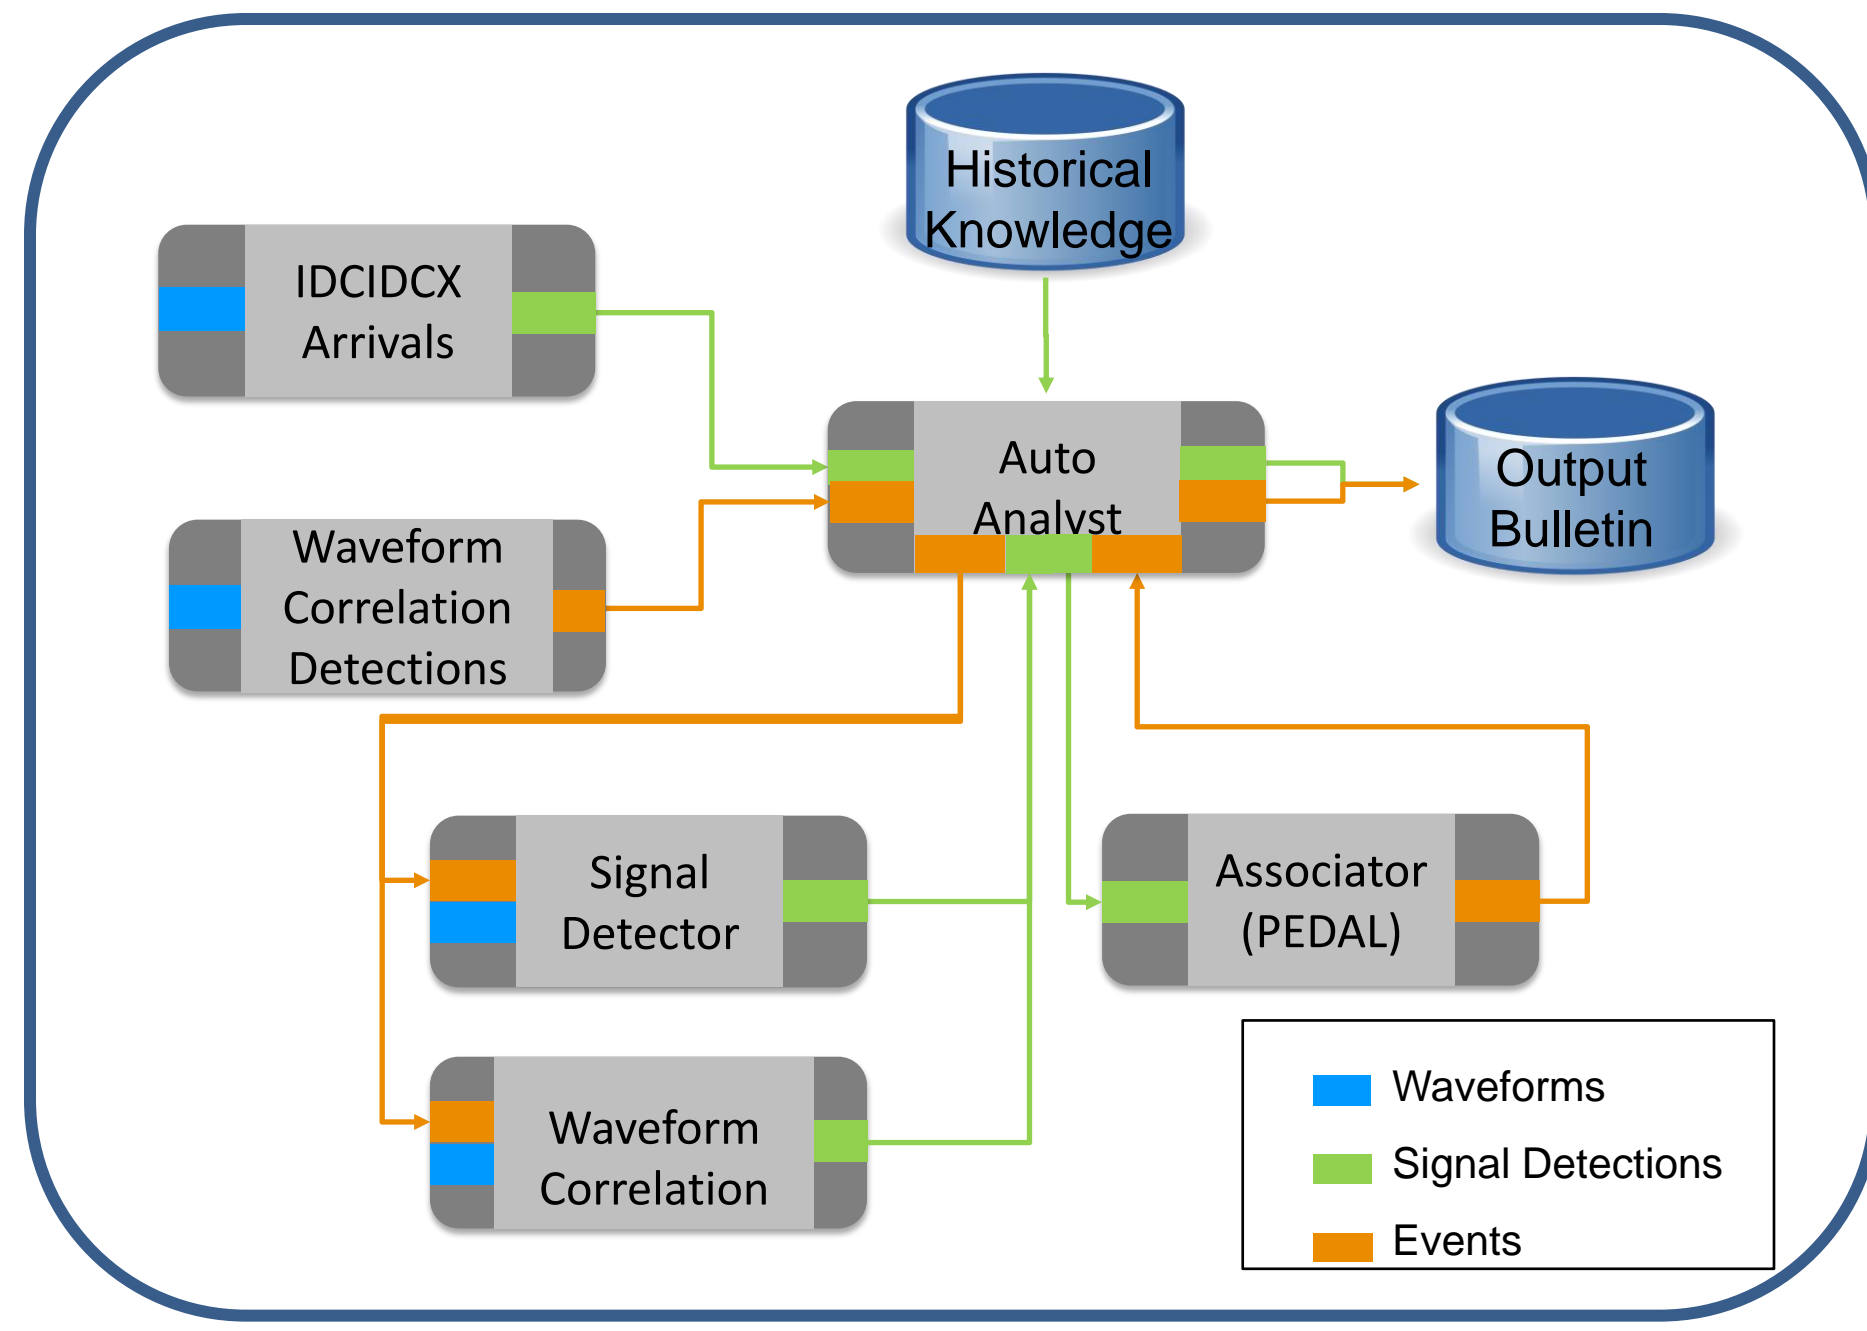 Historical
Knowledge
IDCIDCX
Arrivals
Auto
Analyst
Output
Bulletin
Waveform
Correlation
Detections
Signal
Detector
Associator
(PEDAL)
Waveform
Correlation
Waveforms
Signal Detections
Events